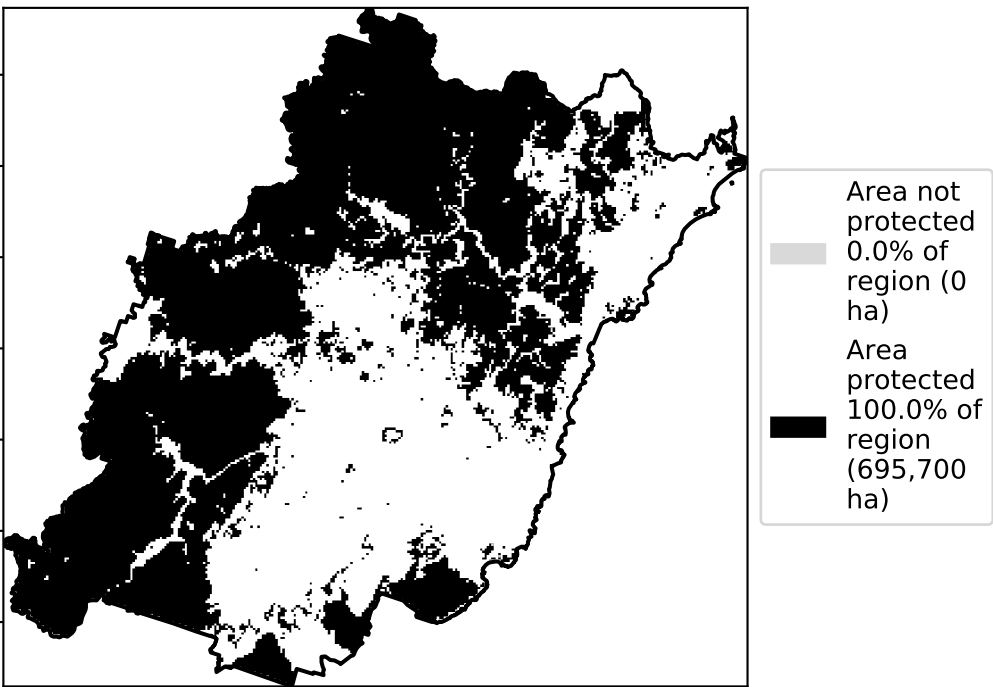 Area not
protected
0.0% of
region (0
ha)
Area
protected
100.0% of
region
(695,700
ha)